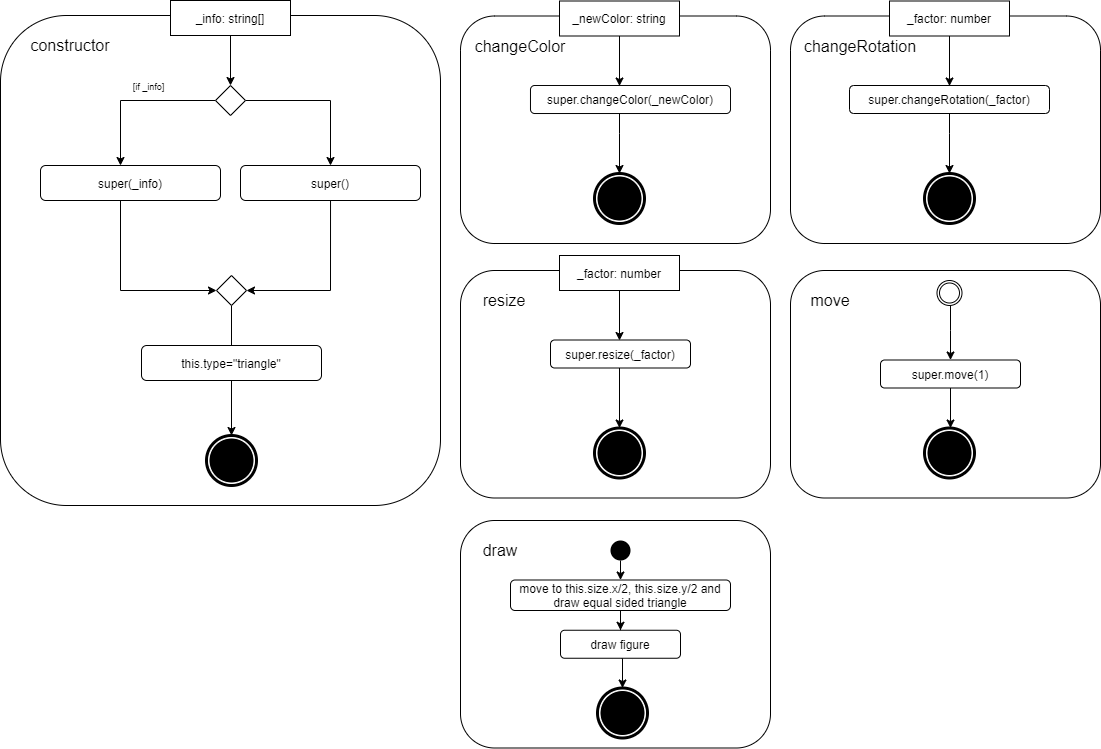 _info: string[]
constructor
[if _info]
super(_info)
super()
this.type="triangle"
_newColor: string
changeColor
super.changeColor(_newColor)
_factor: number
changeRotation
super.changeRotation(_factor)
_factor: number
resize
super.resize(_factor)
move
super.move(1)
draw
move to this.size.x/2, this.size.y/2 and
draw equal sided triangle
draw figure